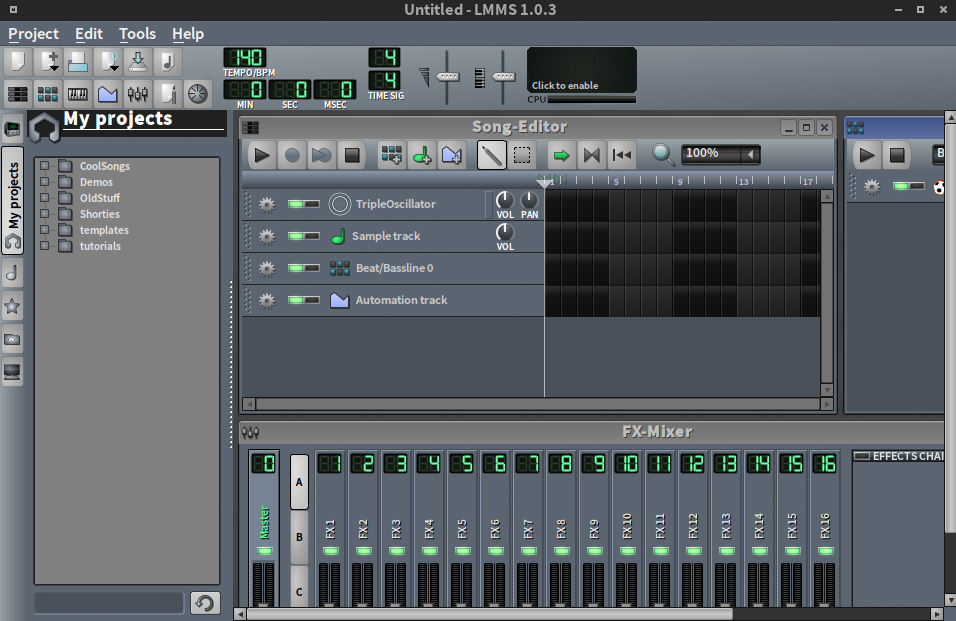 Untitled - LMMS 1.0.3
Project Edit Tools Help
140
TEMPO/BPM
0 0 0
MIN SEC MSEC
4
4
TIME SIG
Click to enable
CPU
My projects
My projects
CoolSongs
Demos
OldStuff
Shorties
templates
tutorials
Song-Editor
100%
1 5 9 13 17
TripleOscillator
VOL PAN
Sample track
VOL
Beat/Bassline 0
Automation track
B
FX-Mixer
0 1 2 3 4 5 6 7 8 9 10 11 12 13 14 15 16
Master
A
B
C
FX 1 FX 2 FX 3 FX 4 FX 5 FX 6 FX 7 FX 8 FX 9 FX 10 FX 11 FX 12 FX 13 FX 14 FX 15 FX 16
EFFECTS CHAI